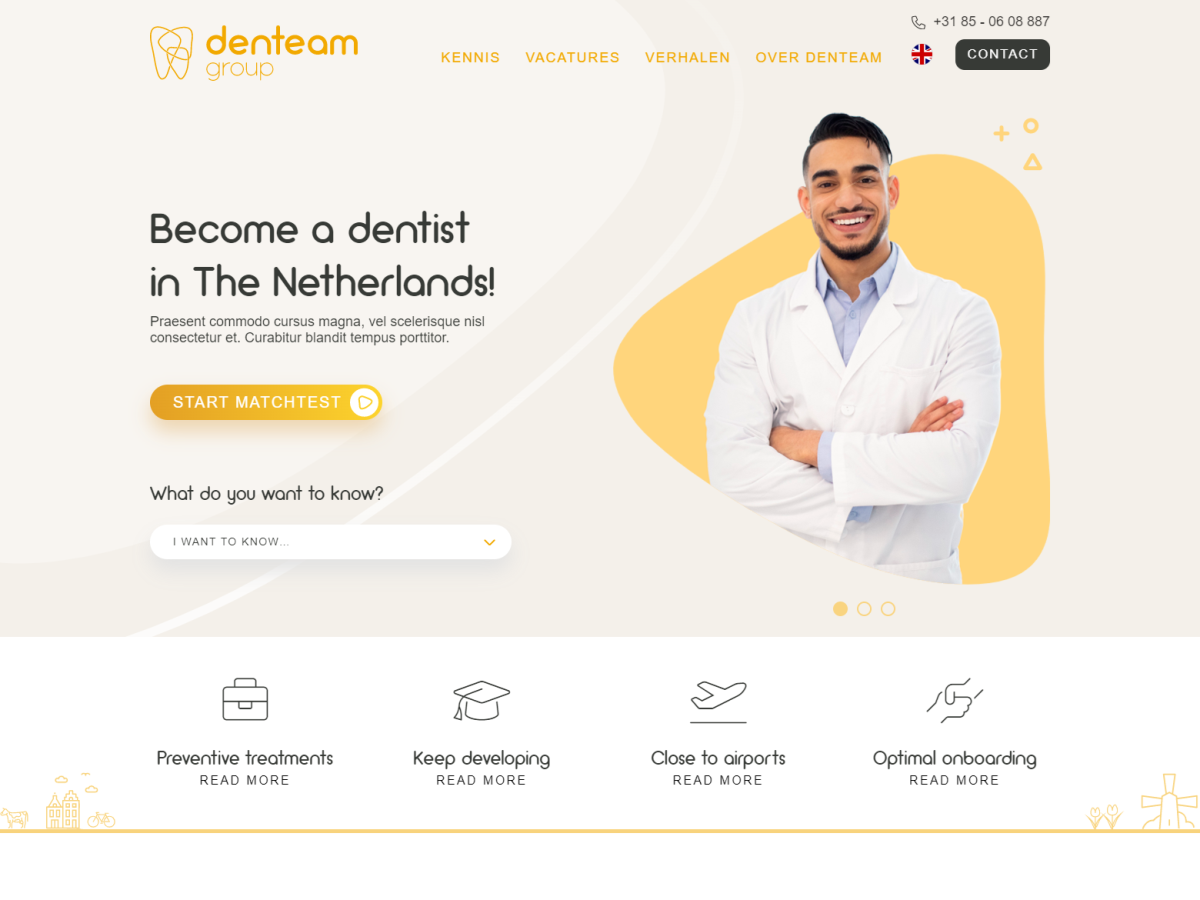 +31 85 - 06 08 887
denteam
group
KENNIS VACATURES VERHALEN OVER DENTEAM CONTACT
Become a dentist
in The Netherlands!
Praesent commodo cursus magna, vel scelerisque nisl
consectetur et. Curabitur blandit tempus porttitor.
START MATCHTEST
What do you want to know?
I WANT TO KNOW...
Preventive treatments Keep developing Close to airports Optimal onboarding
READ MORE READ MORE READ MORE READ MORE